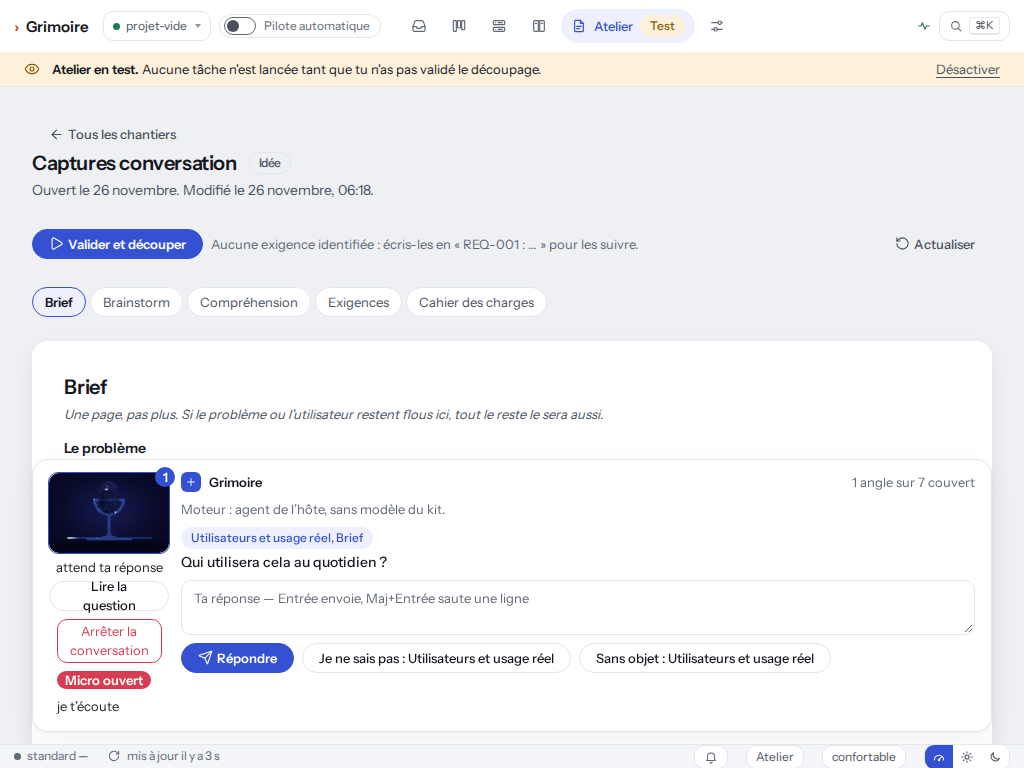 › Grimoire
projet-vide
Pilote automatique
Atelier
Test
⌘K
Atelier en test. Aucune tâche n'est lancée tant que tu n'as pas validé le découpage.
Désactiver
← Tous les chantiers
Captures conversation
Idée
Ouvert le 26 novembre. Modifié le 26 novembre, 06:18.
Valider et découper
Aucune exigence identifiée : écris-les en « REQ-001 : … » pour les suivre.
Actualiser
Brief
Brainstorm
Compréhension
Exigences
Cahier des charges
Brief
Une page, pas plus. Si le problème ou l'utilisateur restent flous ici, tout le reste le sera aussi.
Le problème
1
Grimoire
1 angle sur 7 couvert
Moteur : agent de l'hôte, sans modèle du kit.
Utilisateurs et usage réel, Brief
Qui utilisera cela au quotidien ?
attend ta réponse
Lire la
question
Arrêter la
conversation
Micro ouvert
je t'écoute
Ta réponse — Entrée envoie, Maj+Entrée saute une ligne
Répondre
Je ne sais pas : Utilisateurs et usage réel
Sans objet : Utilisateurs et usage réel
standard —
mis à jour il y a 3 s
Atelier
confortable